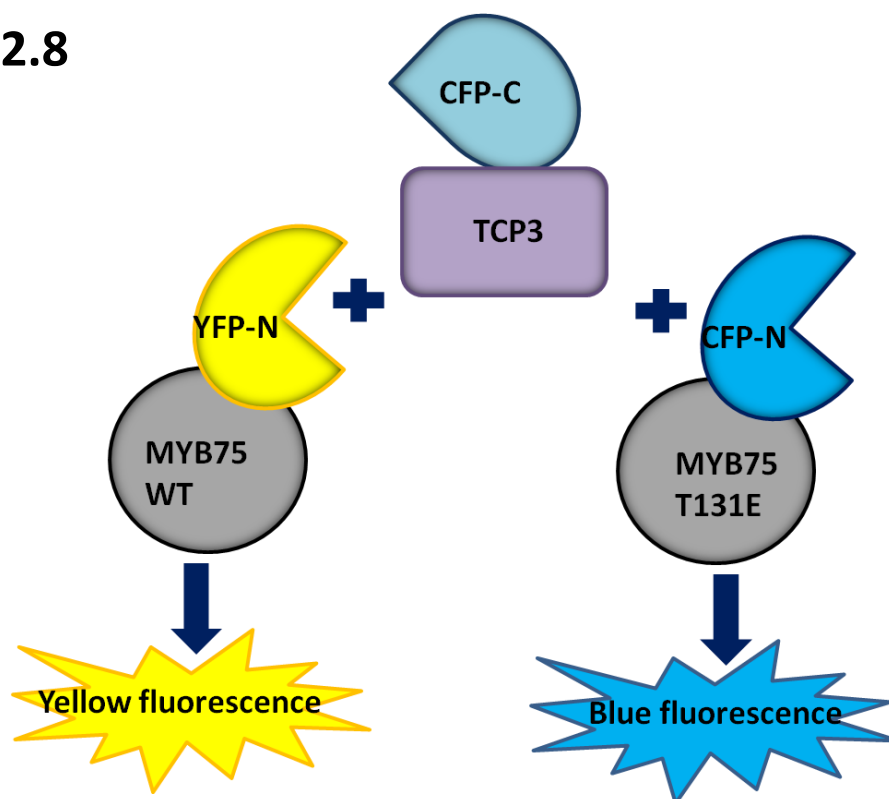 2.8
CFP-C
TCP3
YFP-N
CFP-N
MYB75
WT
MYB75
T131E
Yellow fluorescence
Blue fluorescence